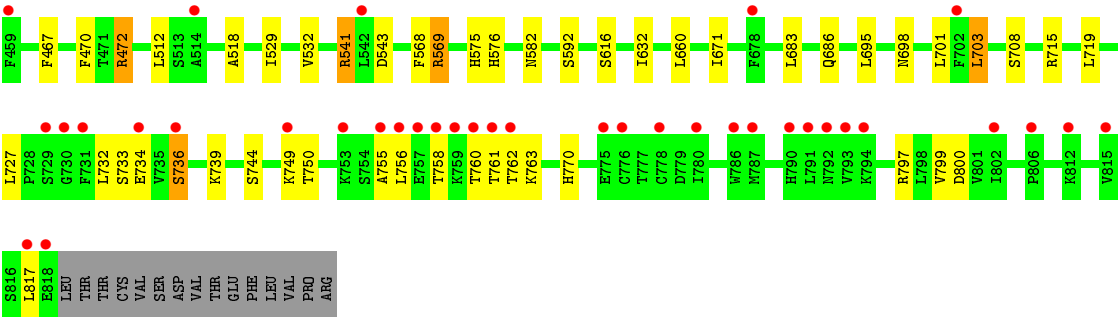 F459 F467 F470 T471 R472 L512 S513 A514 A518 I529 V532 R541 L542 D543 F568 R569 H575 H576 N582 S592 S616 I632 L660 I671 F678 L683 Q686 L695 N698 L701 F702 L703 S708 R715 L719
L727 P728 S729 G730 F731 L732 S733 E734 V735 S736 K739 S744 K749 T750 K753 S754 A755 L756 E757 T758 K759 T760 T761 T762 K763 H770 E775 C776 T777 C778 D779 I780 W786 M787 H790 L791 N792 V793 K794 R797 L798 V799 D800 V801 I802 P806 K812 V815
S816 L817 E818 LEU THR THR CYS VAL SER ASP VAL THR GLU PHE LEU VAL PRO ARG